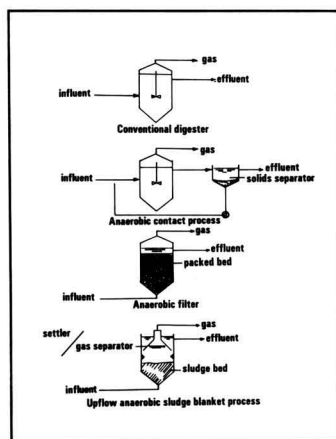 gas
effluent
influent
Conventional digester
gas
influent
effluent
solids separator
Anaerobic contact process
gas
effluent
packed bed
influent
Anaerobic filter
gas
settler/
gas separator
effluent
sludge bed
influent
Upflow anaerobic sludge blanket process